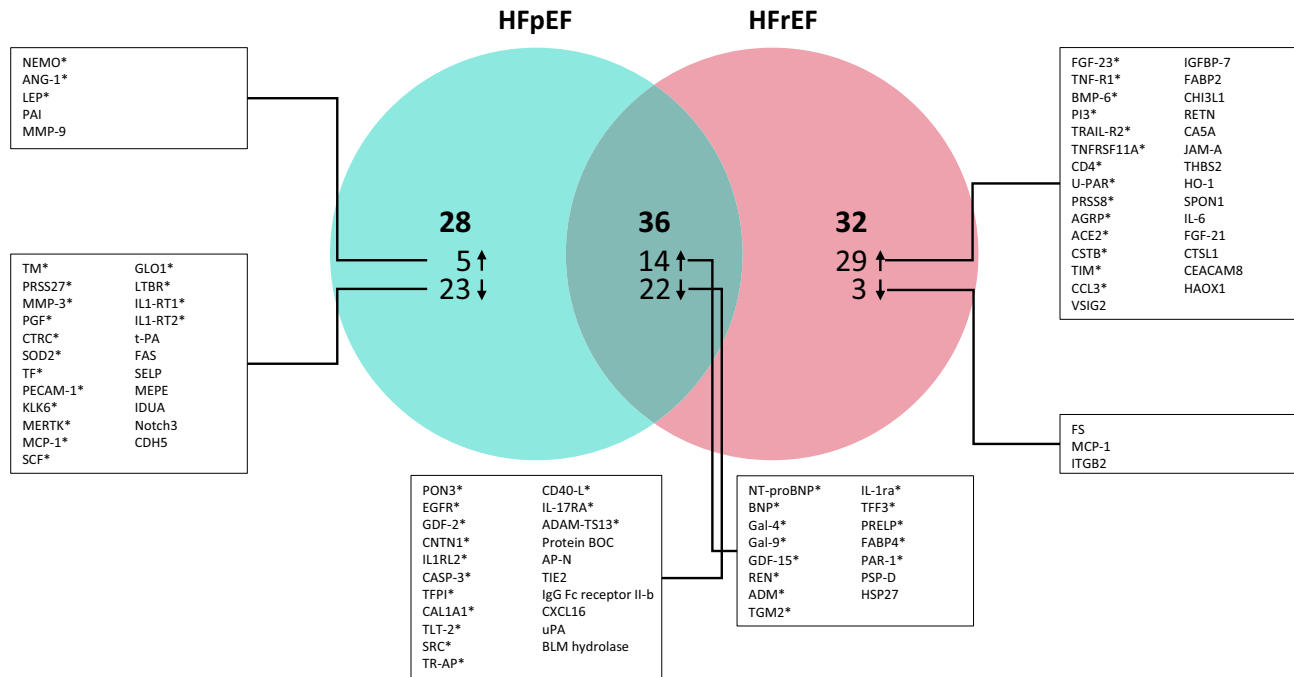 HFpEF
HFrEF
NEMO*
ANG-1*
LEP*
PAI
MMP-9
TM*
PRSS27*
MMP-3*
PGF*
CTRC*
SOD2*
TF*
PECAM-1*
KLK6*
MERTK*
MCP-1*
SCF*
GLO1*
LTBR*
IL1-RT1*
IL1-RT2*
t-PA
FAS
SELP
MEPE
IDUA
Notch3
CDH5
28
5↑
23↓
36
14↑
22↓
32
29↑
3↓
FGF-23*
TNF-R1*
BMP-6*
PI3*
TRAIL-R2*
TNFRSF11A*
CD4*
U-PAR*
PRSS8*
AGRP*
ACE2*
CSTB*
TIM*
CCL3*
VSIG2
IGFBP-7
FABP2
CHI3L1
RETN
CA5A
JAM-A
THBS2
HO-1
SPON1
IL-6
FGF-21
CTSL1
CEACAM8
HAOX1
FS
MCP-1
ITGB2
PON3*
EGFR*
GDF-2*
CNTN1*
IL1RL2*
CASP-3*
TFPI*
CAL1A1*
TLT-2*
SRC*
TR-AP*
CD40-L*
IL-17RA*
ADAM-TS13*
Protein BOC
AP-N
TIE2
IgG Fc receptor II-b
CXCL16
uPA
BLM hydrolase
NT-proBNP*
BNP*
Gal-4*
Gal-9*
GDF-15*
REN*
ADM*
TGM2*
IL-1ra*
TFF3*
PRELP*
FABP4*
PAR-1*
PSP-D
HSP27